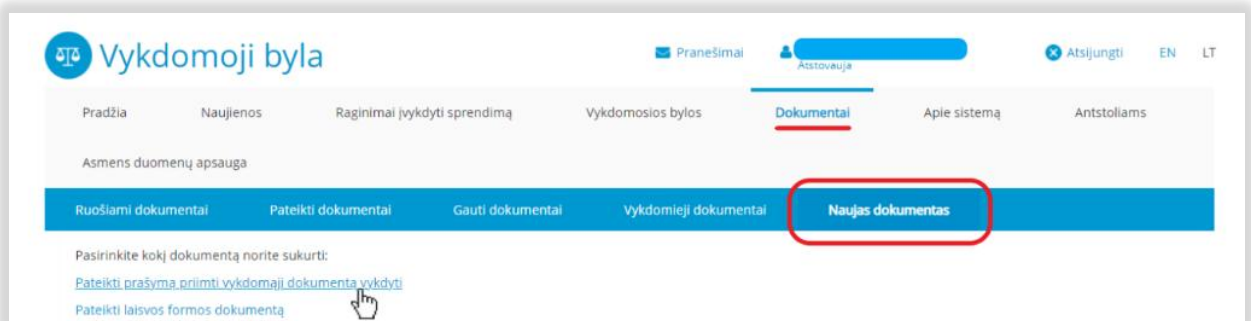 Vykdomoji byla
Pranešimai
Atstovauja
Atsijungti EN LT
Pradžia Naujienos Raginimai įvykdyti sprendimą Vykdomosios bylos Dokumentai Apie sistemą Antstoliams
Asmens duomenų apsauga
Ruošiami dokumentai Pateikti dokumentai Gauti dokumentai Vykdomieji dokumentai Naujas dokumentas
Pasirinkite kokį dokumentą norite sukurti:
Pateikti prašymą priimti vykdomąjį dokumentą vykdyti
Pateikti laisvos formos dokumentą